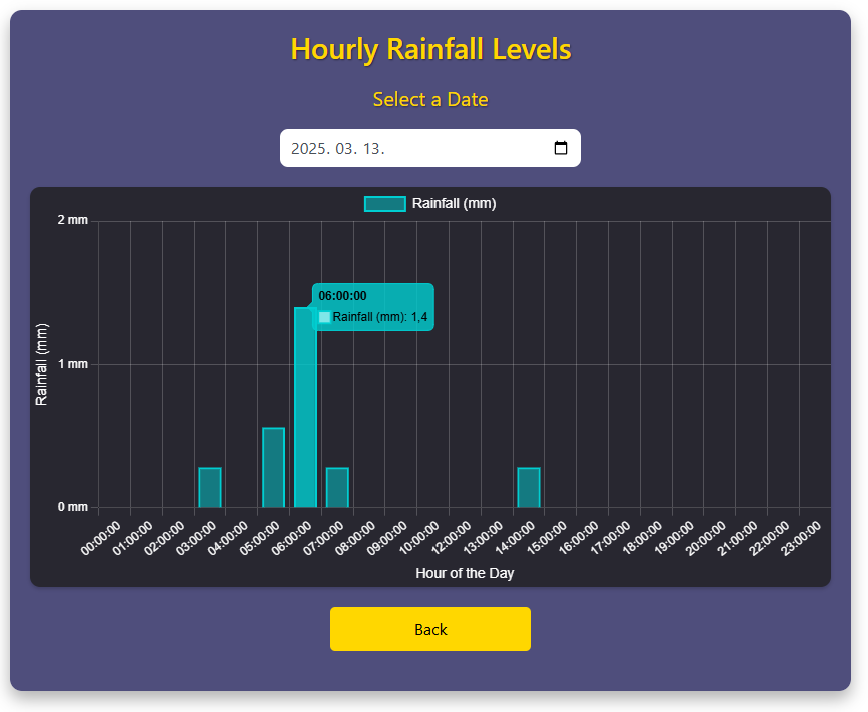 Hourly Rainfall Levels
Select a Date
2025. 03. 13.
Rainfall (mm)
2 mm
06:00:00
Rainfall (mm): 1,4
Rainfall (mm)
1 mm
0 mm
00:00:00 01:00:00 02:00:00 03:00:00 04:00:00 05:00:00 06:00:00 07:00:00 08:00:00 09:00:00 10:00:00 12:00:00 13:00:00 14:00:00 15:00:00 16:00:00 17:00:00 18:00:00 19:00:00 20:00:00 21:00:00 22:00:00 23:00:00
Hour of the Day
Back